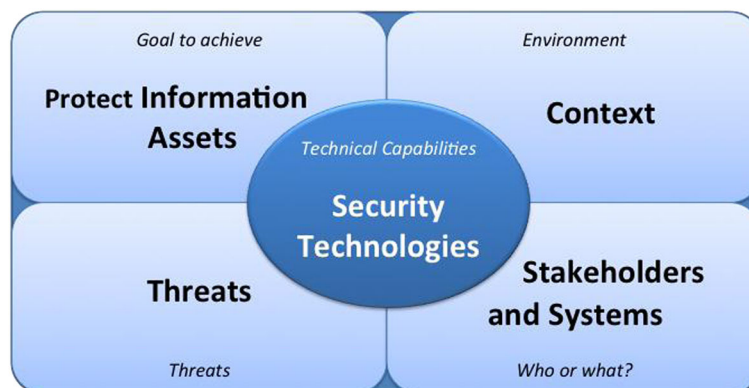 Goal to achieve
Protect Information
Assets
Environment
Context
Technical Capabilities
Security
Technologies
Threats
Threats
Stakeholders
and Systems
Who or what?